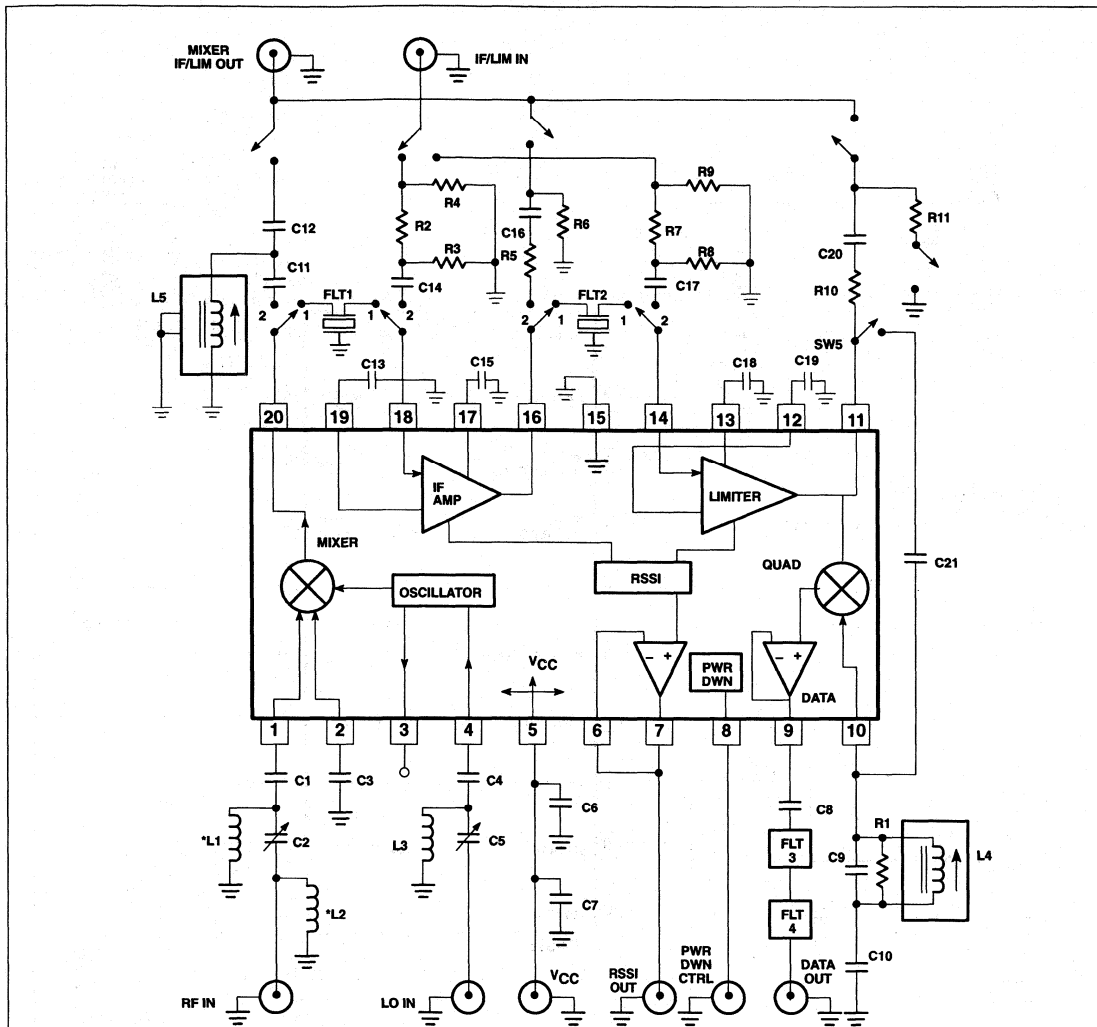 MIXER
IF/LIM OUT
IF/LIM IN
R9
R4
R11
R2
R6
R7
C12
C16
R3
R5
R8
C20
C11
C14
C17
L5
FLT1
FLT2
R10
2
1
1
2
2
1
1
2
SW5
C13
C15
C18
C19
20
19
18
17
16
15
14
13
12
11
IF
AMP
LIMITER
MIXER
RSSI
QUAD
C21
OSCILLATOR
VCC
− +
PWR
DWN
− +
DATA
1
2
3
4
5
6
7
8
9
10
C1
C3
C4
C6
C8
*L1
C2
L3
C5
R1
FLT
3
C9
L4
C7
*L2
FLT
4
C10
RF IN
LO IN
VCC
RSSI
OUT
PWR
DWN
CTRL
DATA
OUT